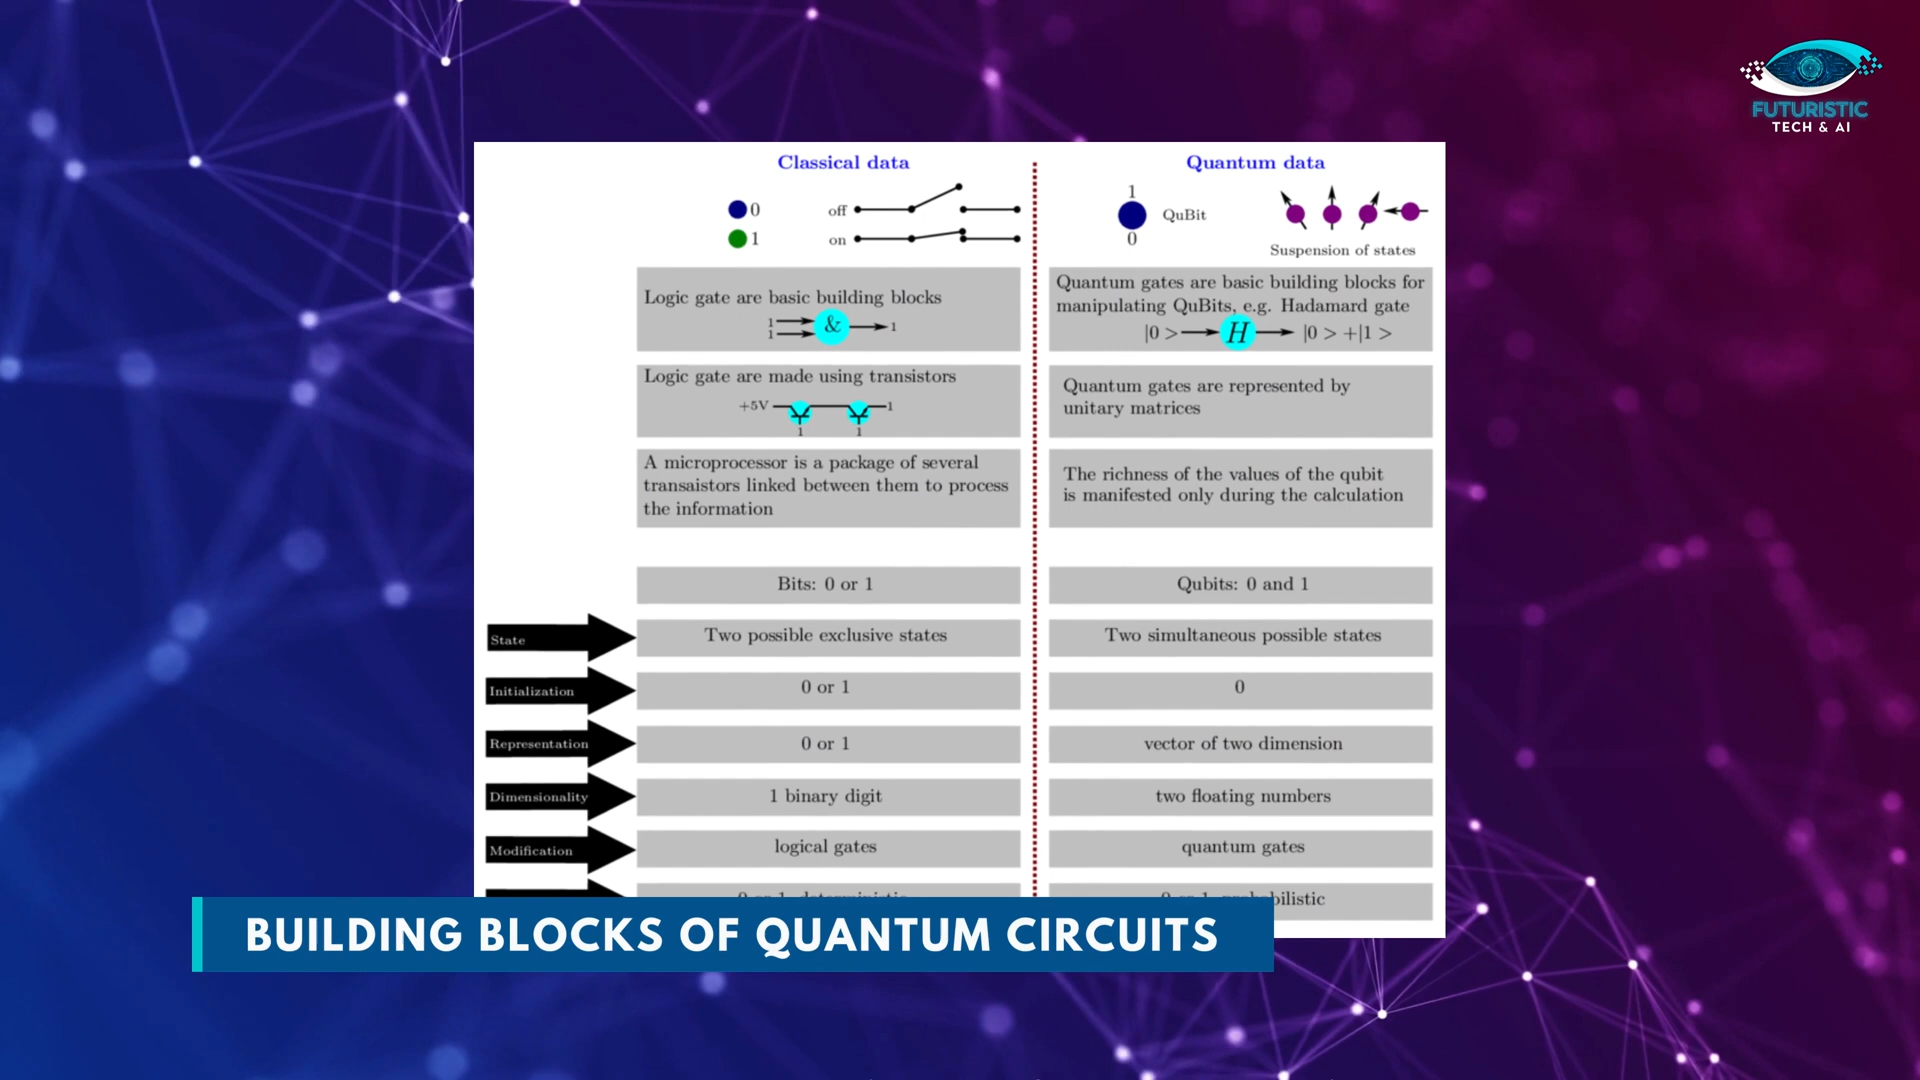 FUTURISTIC
TECH & AI
Classical data
Quantum data
0
1
off
on
1
QuBit
0
Suspension of states
Logic gate are basic building blocks
1
1
&
1
Quantum gates are basic building blocks for
manipulating QuBits, e.g. Hadamard gate
|0 > H |0 > +|1 >
Logic gate are made using transistors
+5V
1
1
1
Quantum gates are represented by
unitary matrices
A microprocessor is a package of several
transaistors linked between them to process
the information
The richness of the values of the qubit
is manifested only during the calculation
Bits: 0 or 1
Qubits: 0 and 1
State
Two possible exclusive states
Two simultaneous possible states
Initialization
0 or 1
0
Representation
0 or 1
vector of two dimension
Dimensionality
1 binary digit
two floating numbers
Modification
logical gates
quantum gates
BUILDING BLOCKS OF QUANTUM CIRCUITS